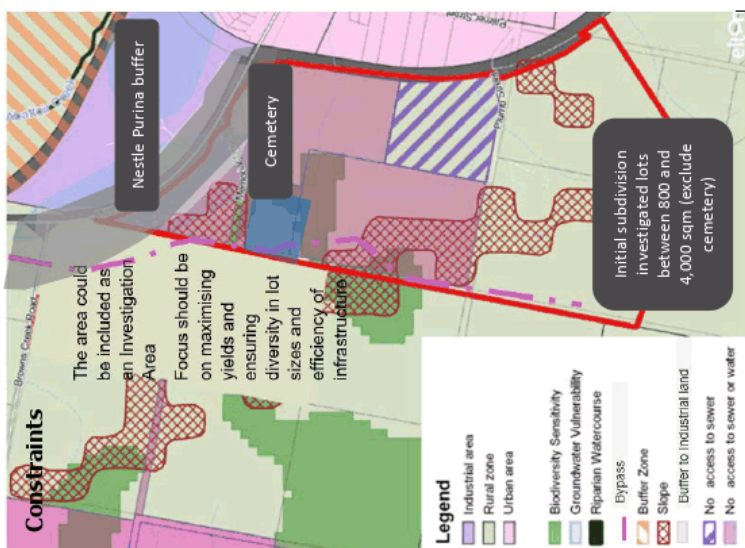 Constraints
Browns Creek Road
The area could
be included as
an Investigation
Area
Focus should be
on maximising
yields and
ensuring
diversity in lot
sizes and
efficiency of
infrastructure
Nestle Purina buffer
Cemetery
Palmer Street
Plumb Street
Initial subdivision
investigated lots
between 800 and
4,000 sqm (exclude
cemetery)
Legend
Industrial area
Rural zone
Urban area
Biodiversity Sensitivity
Groundwater Vulnerability
Riparian Watercourse
Bypass
Buffer Zone
Slope
Buffer to Industrial land
No access to sewer
No access to sewer or water